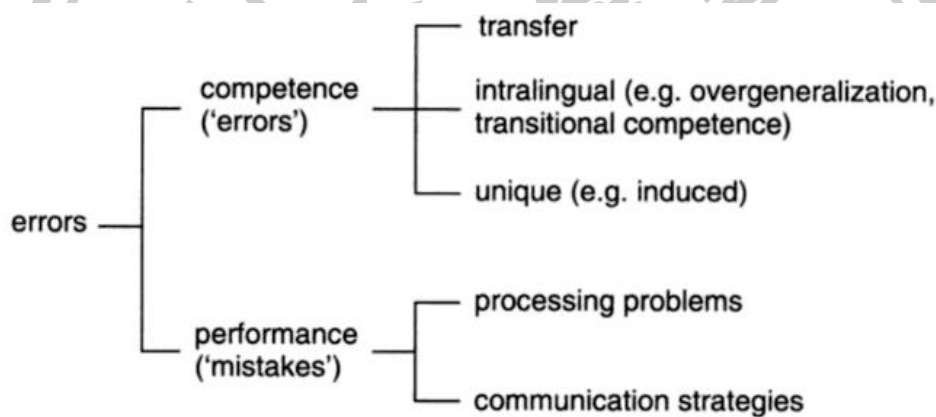 transfer
competence
('errors')
intralingual (e.g. overgeneralization,
transitional competence)
unique (e.g. induced)
errors
processing problems
performance
('mistakes')
communication strategies